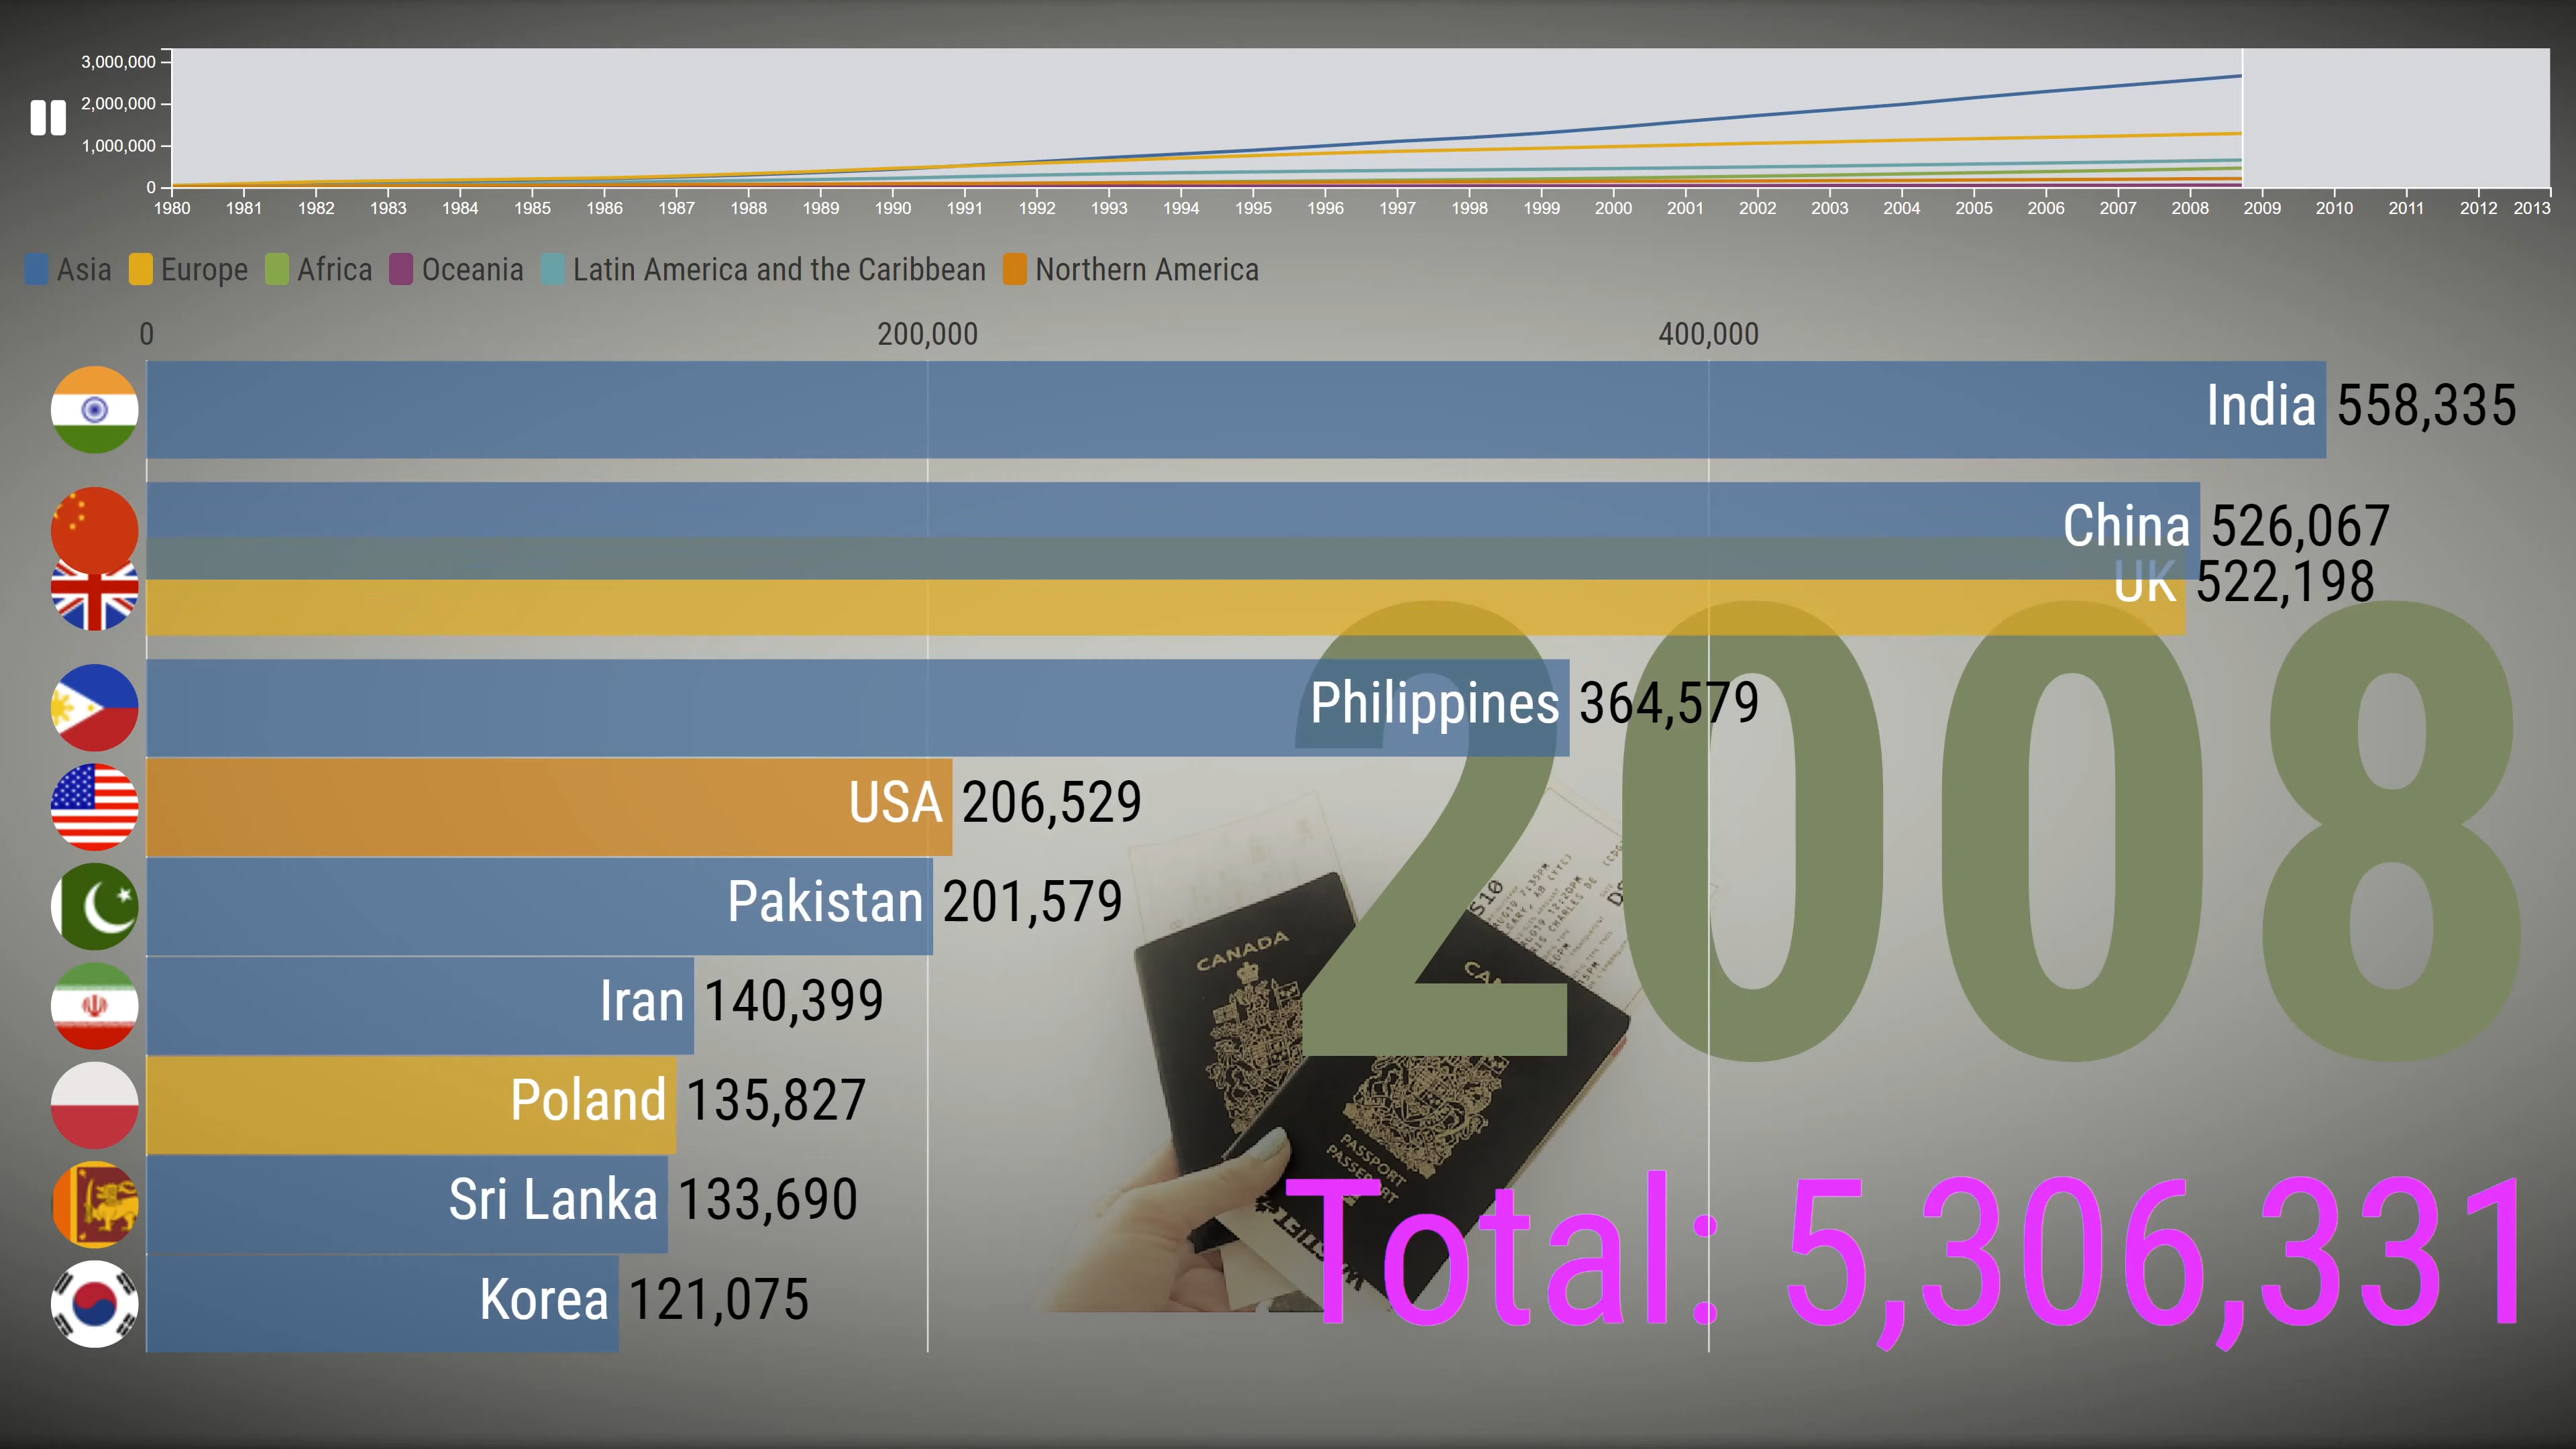 3,000,000
2,000,000
1,000,000
0
1980 1981 1982 1983 1984 1985 1986 1987 1988 1989 1990 1991 1992 1993 1994 1995 1996 1997 1998 1999 2000 2001 2002 2003 2004 2005 2006 2007 2008 2009 2010 2011 2012 2013
Asia Europe Africa Oceania Latin America and the Caribbean Northern America
0 200,000 400,000
India 558,335
China 526,067
UK 522,198
Philippines 364,579
USA 206,529
Pakistan 201,579
Iran 140,399
Poland 135,827
Sri Lanka 133,690
Korea 121,075
2008
CANADA
PASSPORT
Total: 5,306,331